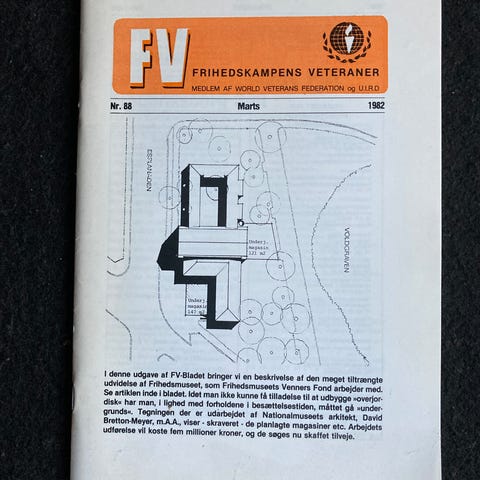 FV
FRIHEDSKAMPENS VETERANER
MEDLEM AF WORLD VETERANS FEDERATION og U.I.R.D
Nr. 88 Marts 1982
ESPLANADEN
VOLDGRAVEN
Underj.
magasin
121 m2
Underj.
magasin
147 m2
I denne udgave af FV-Bladet bringer vi en beskrivelse af den meget tiltrængte
udvidelse af Frihedsmuseet, som Frihedsmuseets Venners Fond arbejder med.
Se artiklen inde i bladet. Idet man ikke kunne få tilladelse til at udbygge »overjor-
disk« har man, i lighed med forholdene i besættelsestiden, måttet gå »under-
grunds«. Tegningen der er udarbejdet af Nationalmuseets arkitekt, David
Bretton-Meyer, m.A.A., viser - skraveret - de planlagte magasiner etc. Arbejdets
udførelse vil koste fem millioner kroner, og de søges nu skaffet tilveje.